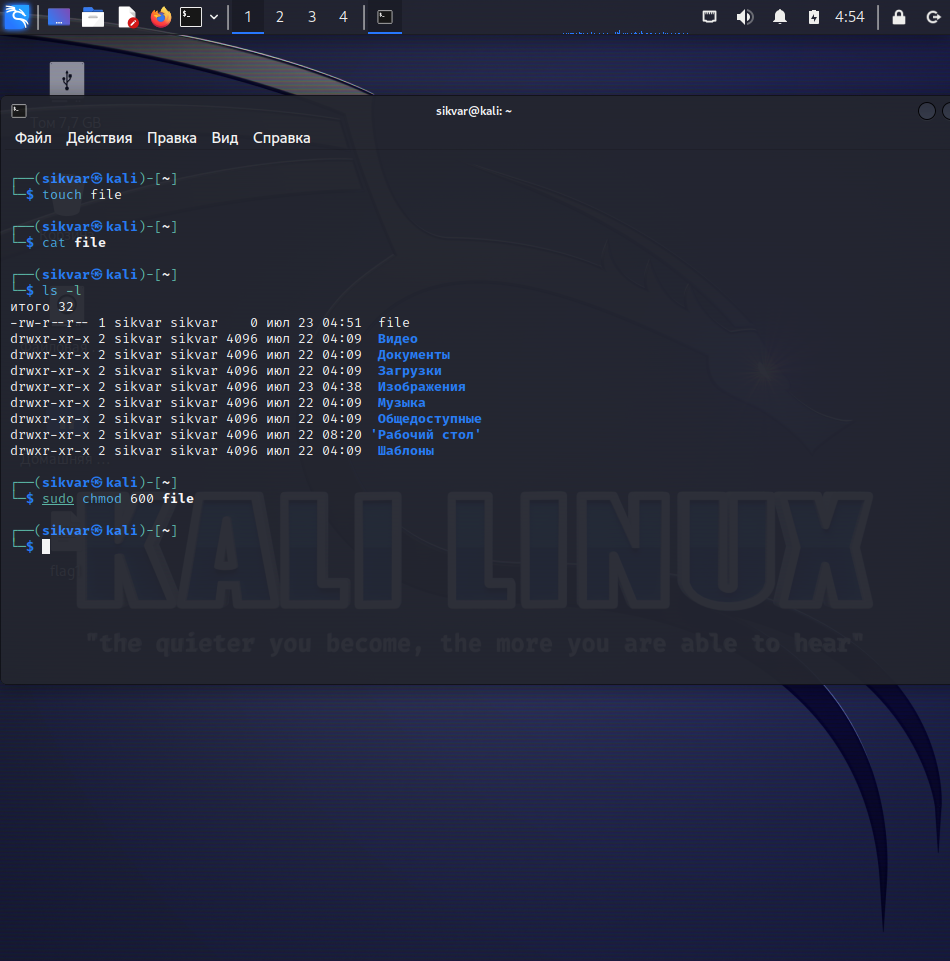 1 2 3 4 4:54
Том 7,7 GB
sikvar@kali: ~
Файл Действия Правка Вид Справка
┌──(sikvar㉿kali)-[~]
└─$ touch file
┌──(sikvar㉿kali)-[~]
└─$ cat file
┌──(sikvar㉿kali)-[~]
└─$ ls -l
итого 32
-rw-r--r-- 1 sikvar sikvar    0 июл 23 04:51  file
drwxr-xr-x 2 sikvar sikvar 4096 июл 22 04:09  Видео
drwxr-xr-x 2 sikvar sikvar 4096 июл 22 04:09  Документы
drwxr-xr-x 2 sikvar sikvar 4096 июл 22 04:09  Загрузки
drwxr-xr-x 2 sikvar sikvar 4096 июл 23 04:38  Изображения
drwxr-xr-x 2 sikvar sikvar 4096 июл 22 04:09  Музыка
drwxr-xr-x 2 sikvar sikvar 4096 июл 22 04:09  Общедоступные
drwxr-xr-x 2 sikvar sikvar 4096 июл 22 08:20 'Рабочий стол'
drwxr-xr-x 2 sikvar sikvar 4096 июл 22 04:09  Шаблоны
┌──(sikvar㉿kali)-[~]
└─$ sudo chmod 600 file
┌──(sikvar㉿kali)-[~]
└─$
flag
KALI LINUX
"the quieter you become, the more you are able to hear"